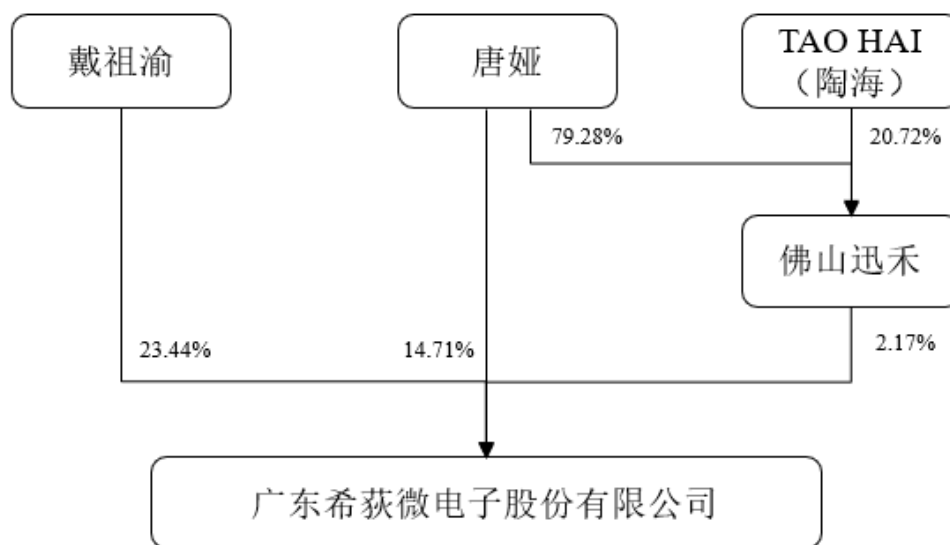 戴祖渝
唐娅
TAO HAI
（陶海）
79.28%
20.72%
佛山迅禾
23.44%
14.71%
2.17%
广东希荻微电子股份有限公司